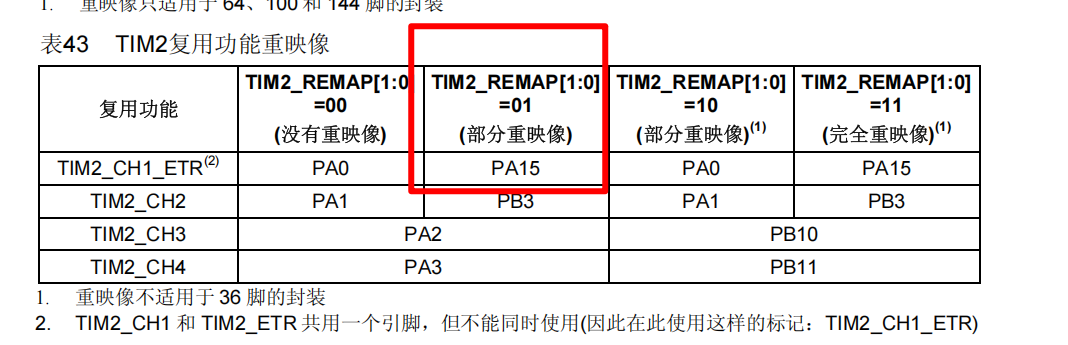 1. 重映像只适用于 64、100 和 144 脚的封装
表43 TIM2复用功能重映像
复用功能 TIM2_REMAP[1:0 =00 (没有重映像) TIM2_REMAP[1:0] =01 (部分重映像) TIM2_REMAP[1:0] =10 (部分重映像)(1) TIM2_REMAP[1:0] =11 (完全重映像)(1)
TIM2_CH1_ETR(2) PA0 PA15 PA0 PA15
TIM2_CH2 PA1 PB3 PA1 PB3
TIM2_CH3 PA2 PB10
TIM2_CH4 PA3 PB11
1. 重映像不适用于 36 脚的封装
2. TIM2_CH1 和 TIM2_ETR 共用一个引脚，但不能同时使用(因此在此使用这样的标记：TIM2_CH1_ETR)